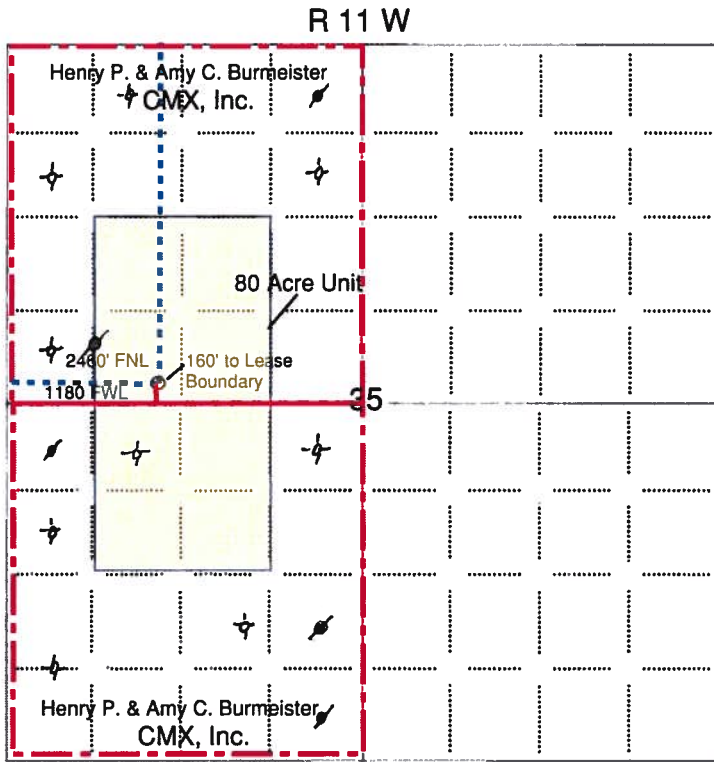 R 11 W
Henry P. & Amy C. Burmeister
CMX, Inc.
80 Acre Unit
2460' FNL
160' to Lease
Boundary
1180 FWL
35
Henry P. & Amy C. Burmeister
CMX, Inc.